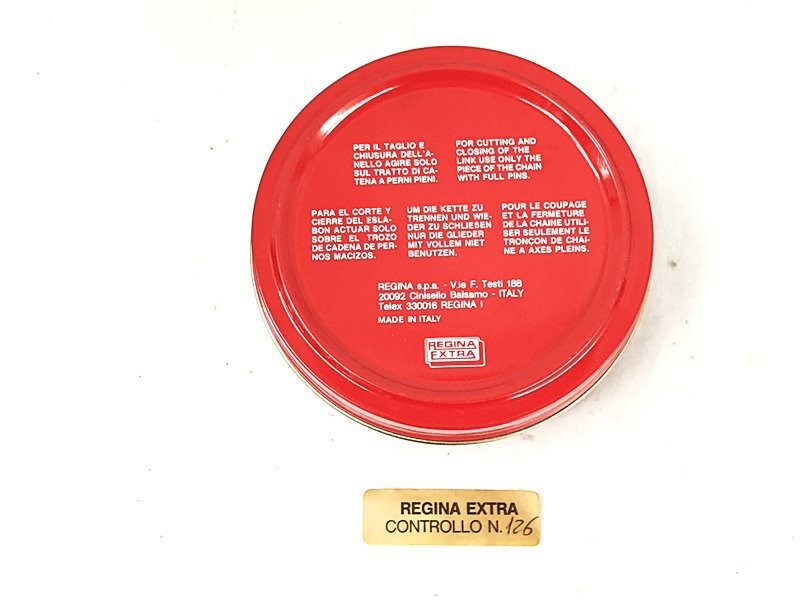 PER IL TAGLIO E
CHIUSURA DELL'A-
NELLO AGIRE SOLO
SUL TRATTO DI CA-
TENA A PERNI PIENI.
FOR CUTTING AND
CLOSING OF THE
LINK USE ONLY THE
PIECE OF THE CHAIN
WITH FULL PINS.
PARA EL CORTE Y
CIERRE DEL ESLA-
BON ACTUAR SOLO
SOBRE EL TROZO
DE CADENA DE PER-
NOS MACIZOS.
UM DIE KETTE ZU
TRENNEN UND WIE-
DER ZU SCHLIEßEN
NUR DIE GLIEDER
MIT VOLLEM NIET
BENUTZEN.
POUR LE COUPAGE
ET LA FERMETURE
DE LA CHAINE UTILI-
SER SEULEMENT LE
TRONÇON DE CHAI-
NE A AXES PLEINS.
REGINA s.p.a. - V.le F. Testi 188
20092 Cinisello Balsamo - ITALY
Telex 330016 REGINA I
MADE IN ITALY
REGINA
EXTRA
REGINA EXTRA
CONTROLLO N. 126